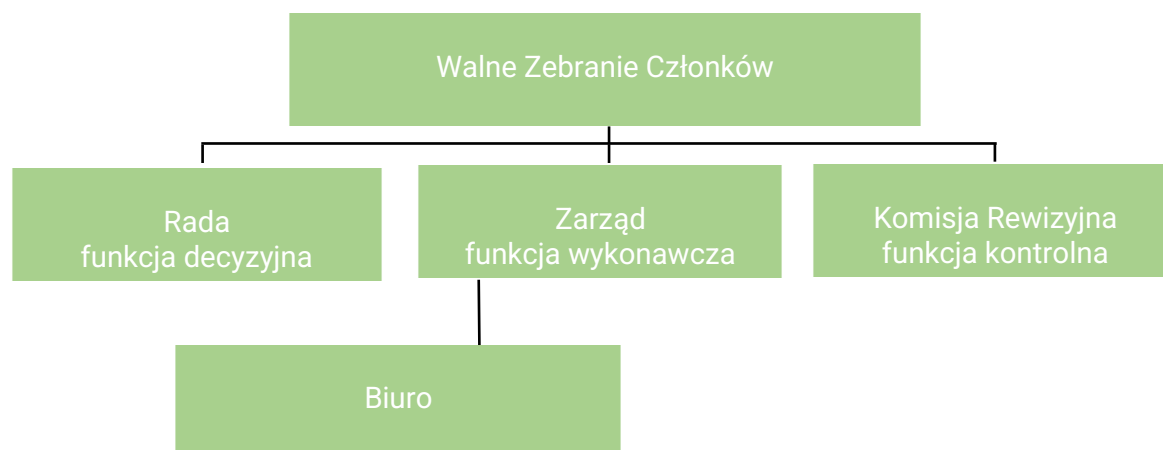 Walne Zebranie Członków
Rada
funkcja decyzyjna
Zarząd
funkcja wykonawcza
Komisja Rewizyjna
funkcja kontrolna
Biuro